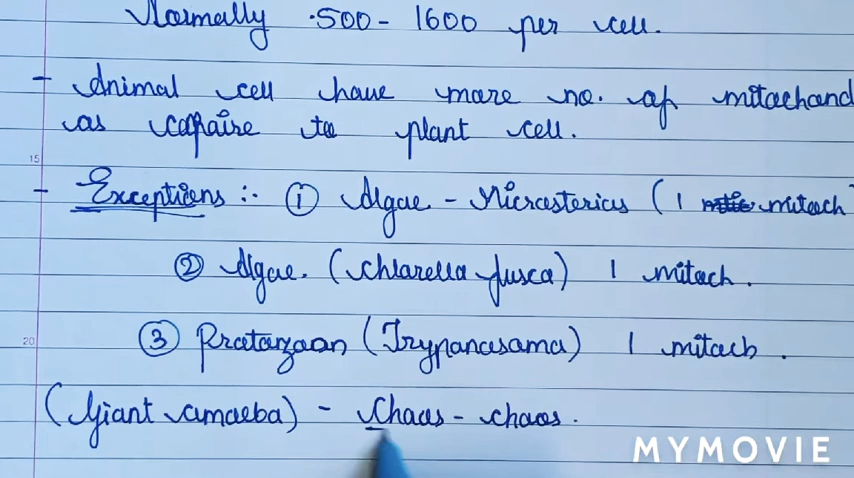 Normally 500 - 1600 per cell.
- Animal cell have more no. of mitochond
as copaire to plant cell.
15
- Exceptions :- ① Algae - Micrasterias (1 mitoch
② Algae. (Chlorella fusca) 1 mitoch.
20
③ Protozoan (Trypanosoma) 1 mitoch.
(Giant amoeba) - Chaos - chaos.
MYMOVIE